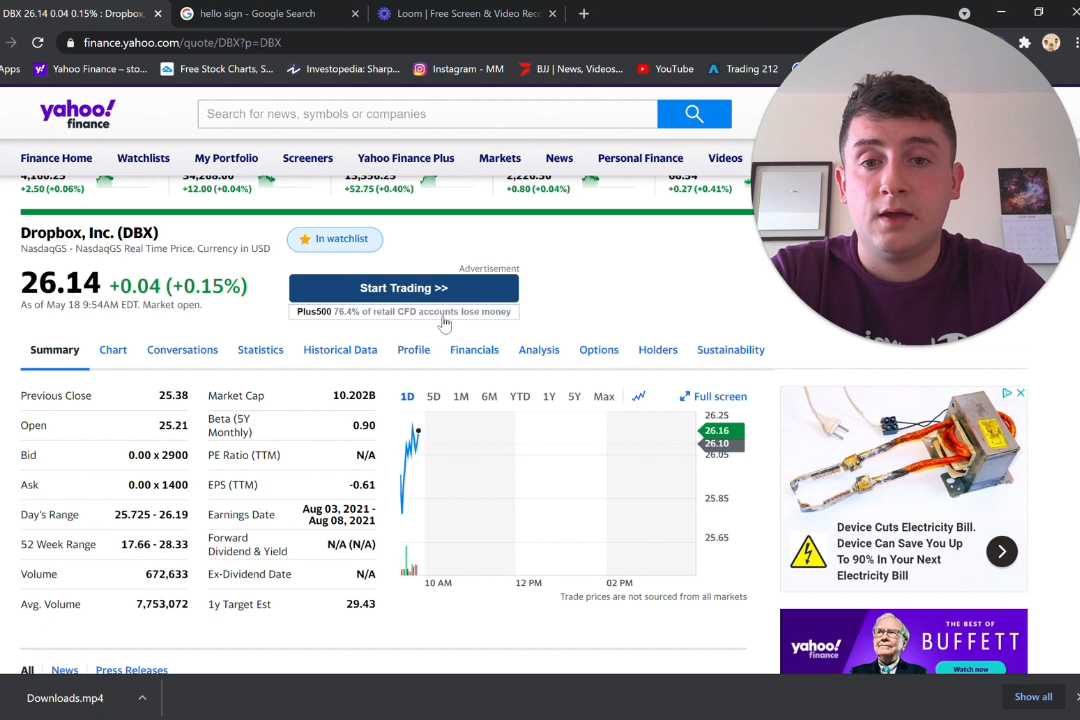 DBX 26.14 0.04 0.15% : Dropbox,
hello sign - Google Search
Loom | Free Screen & Video Rec
finance.yahoo.com/quote/DBX?p=DBX
Apps
Yahoo Finance – sto...
Free Stock Charts, S...
Investopedia: Sharp...
Instagram - MM
BJJ | News, Videos...
YouTube
Trading 212
yahoo!
finance
Search for news, symbols or companies
Finance Home
Watchlists
My Portfolio
Screeners
Yahoo Finance Plus
Markets
News
Personal Finance
Videos
+2.50 (+0.06%)
+12.00 (+0.04%)
+52.75 (+0.40%)
+0.80 (+0.04%)
+0.27 (+0.41%)
Dropbox, Inc. (DBX)
NasdaqGS - NasdaqGS Real Time Price. Currency in USD
In watchlist
26.14 +0.04 (+0.15%)
As of May 18 9:54AM EDT. Market open.
Advertisement
Start Trading >>
Plus500 76.4% of retail CFD accounts lose money
Summary
Chart
Conversations
Statistics
Historical Data
Profile
Financials
Analysis
Options
Holders
Sustainability
Previous Close 25.38
Open 25.21
Bid 0.00 x 2900
Ask 0.00 x 1400
Day's Range 25.725 - 26.19
52 Week Range 17.66 - 28.33
Volume 672,633
Avg. Volume 7,753,072
Market Cap 10.202B
Beta (5Y
Monthly) 0.90
PE Ratio (TTM) N/A
EPS (TTM) -0.61
Earnings Date Aug 03, 2021 -
Aug 08, 2021
Forward
Dividend & Yield N/A (N/A)
Ex-Dividend Date N/A
1y Target Est 29.43
1D 5D 1M 6M YTD 1Y 5Y Max
Full screen
26.25
26.16
26.10
26.05
25.85
25.65
10 AM 12 PM 02 PM
Trade prices are not sourced from all markets
Device Cuts Electricity Bill.
Device Can Save You Up
To 90% In Your Next
Electricity Bill
yahoo!
finance
THE BEST OF
BUFFETT
Watch now
All News Press Releases
Downloads.mp4
Show all